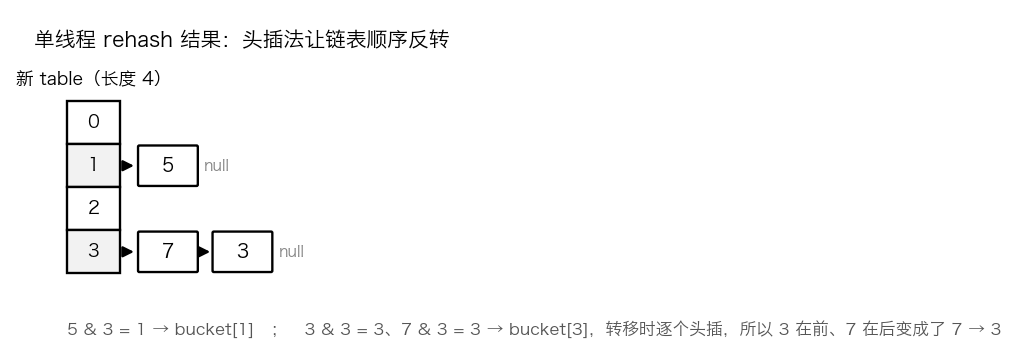 单线程 rehash 结果：头插法让链表顺序反转
新 table（长度 4）
0
1 5 null
2
3 7 3 null
5 & 3 = 1 → bucket[1] ； 3 & 3 = 3、7 & 3 = 3 → bucket[3]，转移时逐个头插，所以 3 在前、7 在后变成了 7 → 3